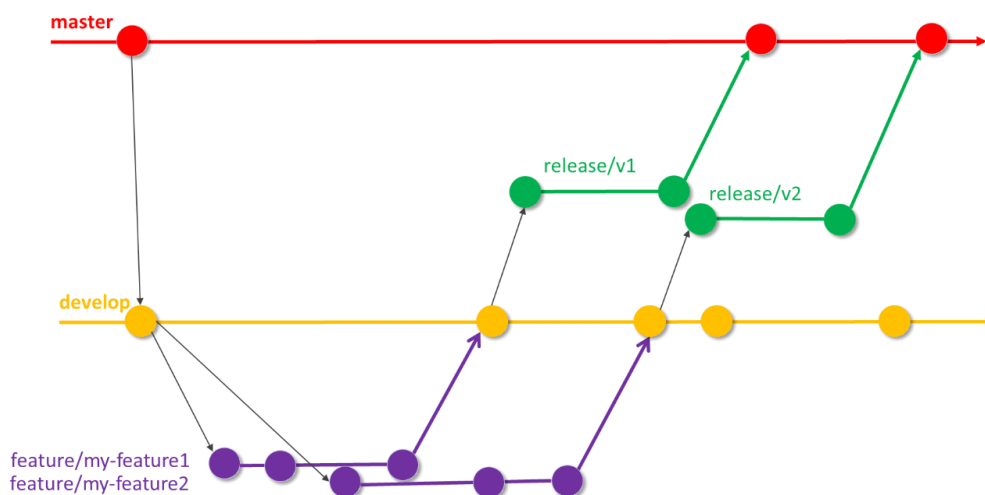 master
release/v1
release/v2
develop
feature/my-feature1
feature/my-feature2